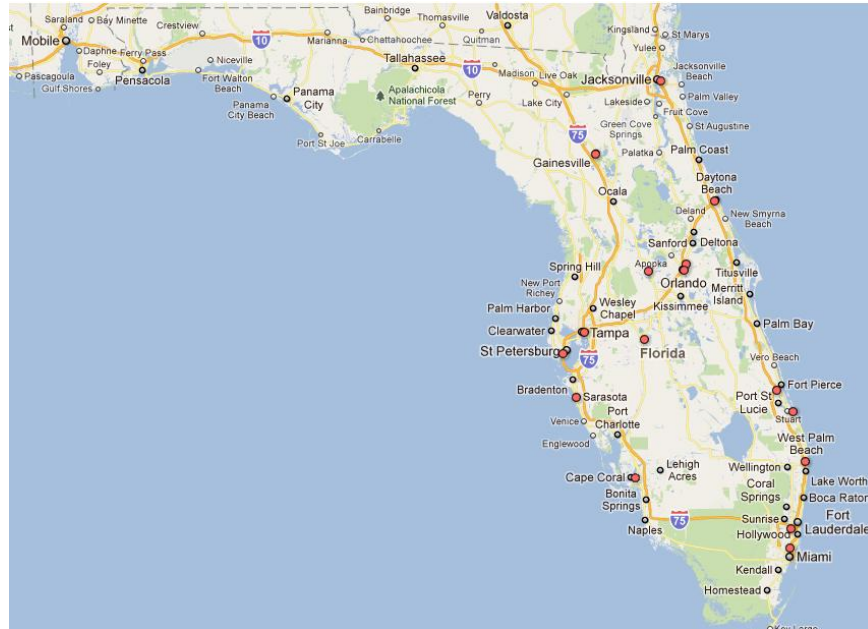 Saraland
Bay Minette
Crestview
Bainbridge
Thomasville
Valdosta
Kingsland
St Marys
Mobile
10
Marianna
Chattahoochee
Quitman
Yulee
Daphne
Ferry Pass
Niceville
Tallahassee
Madison
10
Live Oak
Jacksonville
Jacksonville
Beach
Pascagoula
Foley
Gulf Shores
Pensacola
Fort Walton
Beach
Panama
City
Apalachicola
National Forest
Perry
Lake City
Lakeside
Palm Valley
Fruit Cove
Panama
City Beach
Green Cove
Springs
St Augustine
Port St Joe
Carrabelle
75
Gainesville
Palatka
Palm Coast
Daytona
Beach
Ocala
Deland
New Smyrna
Beach
Sanford
Deltona
Spring Hill
Apopka
Orlando
Titusville
New Port
Richey
Kissimmee
Merritt
Island
Palm Harbor
Wesley
Chapel
Clearwater
Tampa
Palm Bay
St Petersburg
75
Florida
Vero Beach
Bradenton
Sarasota
Fort Pierce
Port St
Lucie
Stuart
Venice
Port
Charlotte
Englewood
West Palm
Beach
Cape Coral
Lehigh
Acres
Wellington
Lake Worth
Coral
Springs
Boca Raton
Bonita
Springs
Naples
75
Sunrise
Fort
Lauderdale
Hollywood
Miami
Kendall
Homestead
Key Largo